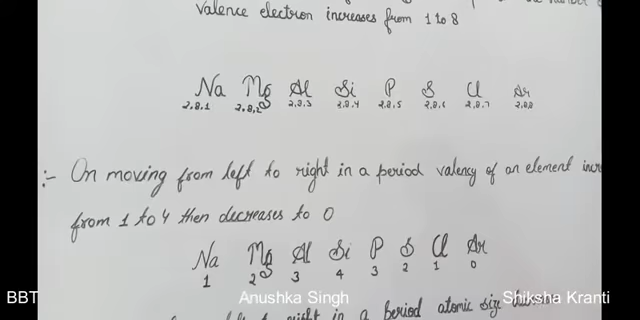 valence electron increases from 1 to 8
Na Mg Al Si P S Cl Ar
2,8,1 2,8,2 2,8,3 2,8,4 2,8,5 2,8,6 2,8,7 2,8,8
:- On moving from left to right in a period valency of an element incre
from 1 to 4 then decreases to 0
Na Mg Al Si P S Cl Ar
1 2 3 4 3 2 1 0
left to right in a period atomic size
BBT Anushka Singh Shiksha Kranti